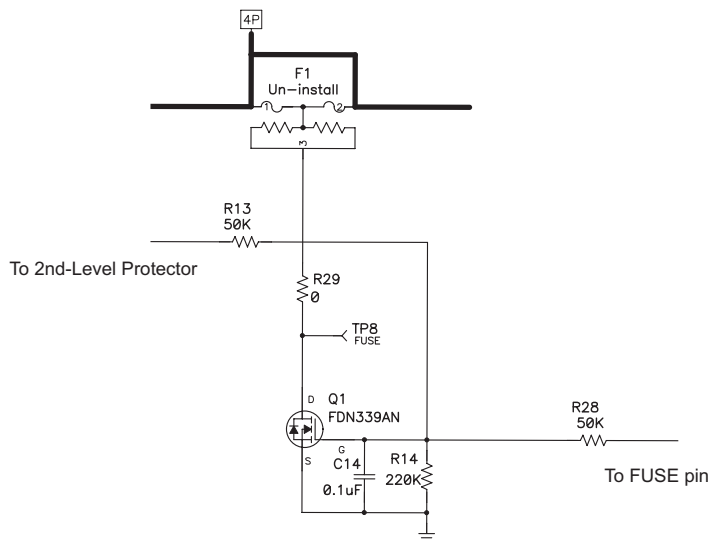 4P
F1
Un-install
1
2
3
R13
50K
To 2nd-Level Protector
R29
0
TP8
FUSE
D
Q1
FDN339AN
G
S
C14
0.1uF
R14
220K
R28
50K
To FUSE pin